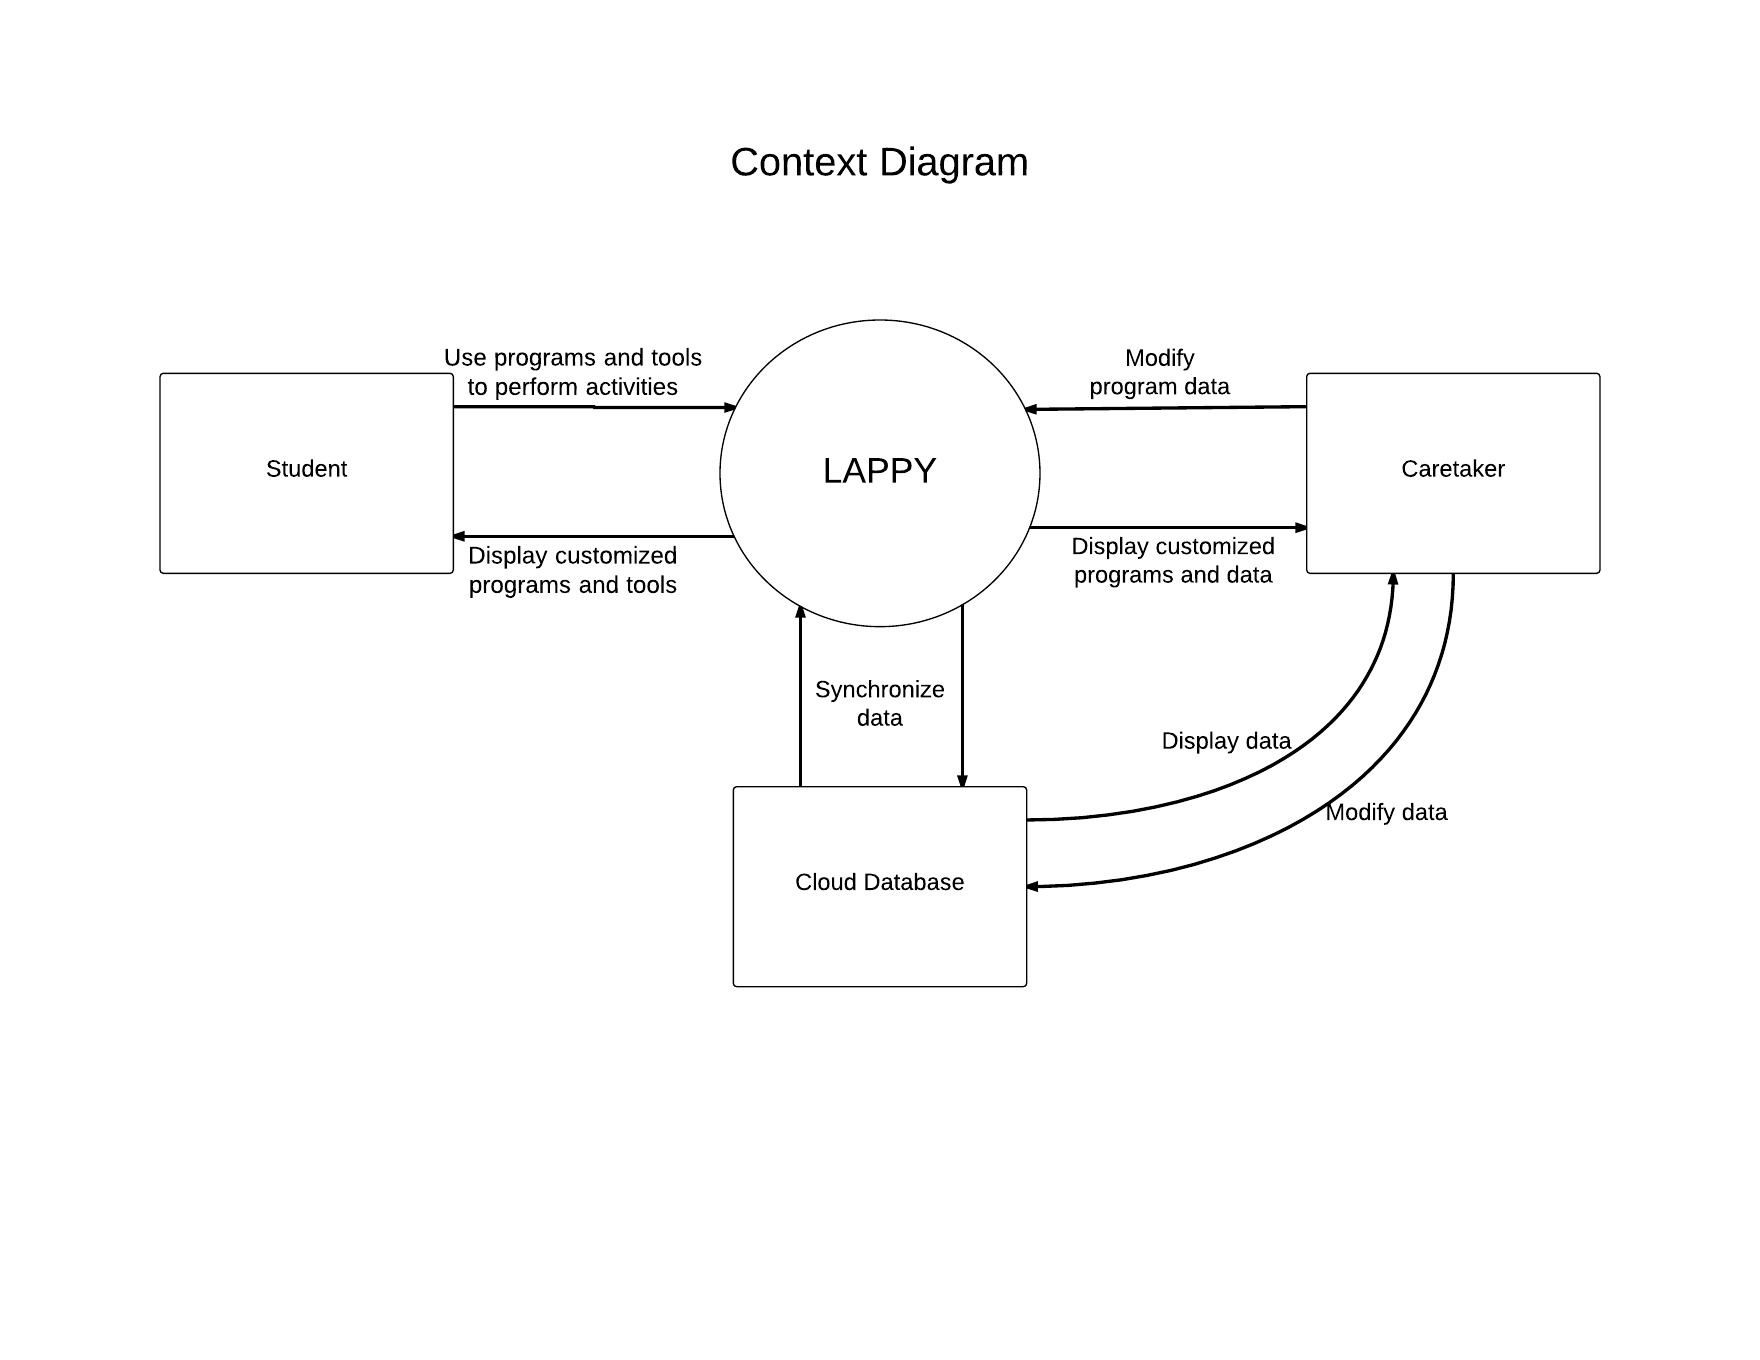 Context Diagram
Use programs and tools
to perform activities
Modify
program data
Student
LAPPY
Caretaker
Display customized
programs and tools
Display customized
programs and data
Synchronize
data
Display data
Modify data
Cloud Database